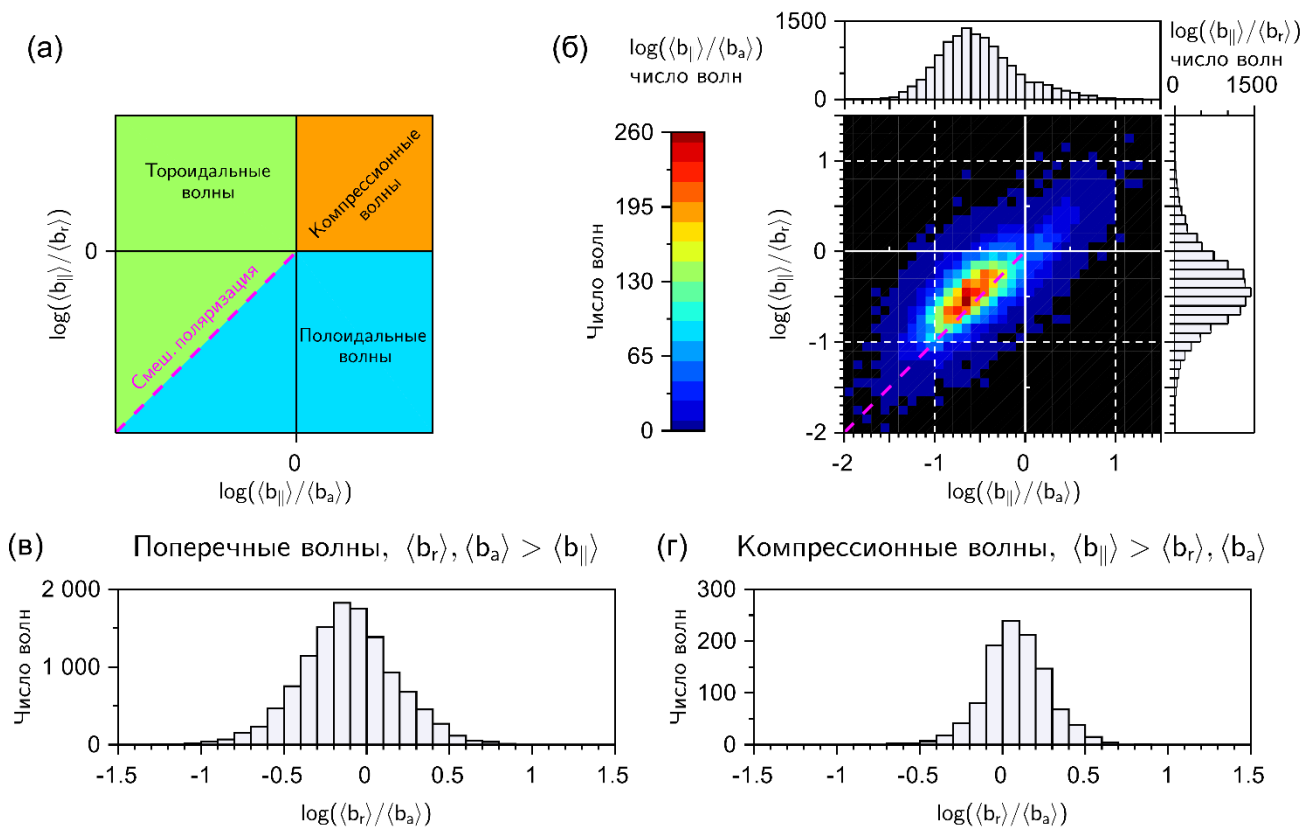 (а)
Тороидальные
волны
Компрессионные
волны
Смеш. поляризация
Полоидальные
волны
log(⟨b||⟩/⟨br⟩)
0
0
log(⟨b||⟩/⟨ba⟩)
(б)
log(⟨b|⟩/⟨ba⟩)
число волн
1500
0
log(⟨b||⟩/⟨br⟩)
число волн
0 1500
260
195
130
65
0
Число волн
log(⟨b||⟩/⟨br⟩)
1
0
-1
-2
-2 -1 0 1
log(⟨b||⟩/⟨ba⟩)
(в) Поперечные волны, ⟨br⟩, ⟨ba⟩ > ⟨b||⟩
Число волн
2 000
1 000
0
-1.5 -1 -0.5 0 0.5 1 1.5
log(⟨br⟩/⟨ba⟩)
(г) Компрессионные волны, ⟨b||⟩ > ⟨br⟩, ⟨ba⟩
Число волн
300
200
100
0
-1.5 -1 -0.5 0 0.5 1 1.5
log(⟨br⟩/⟨ba⟩)